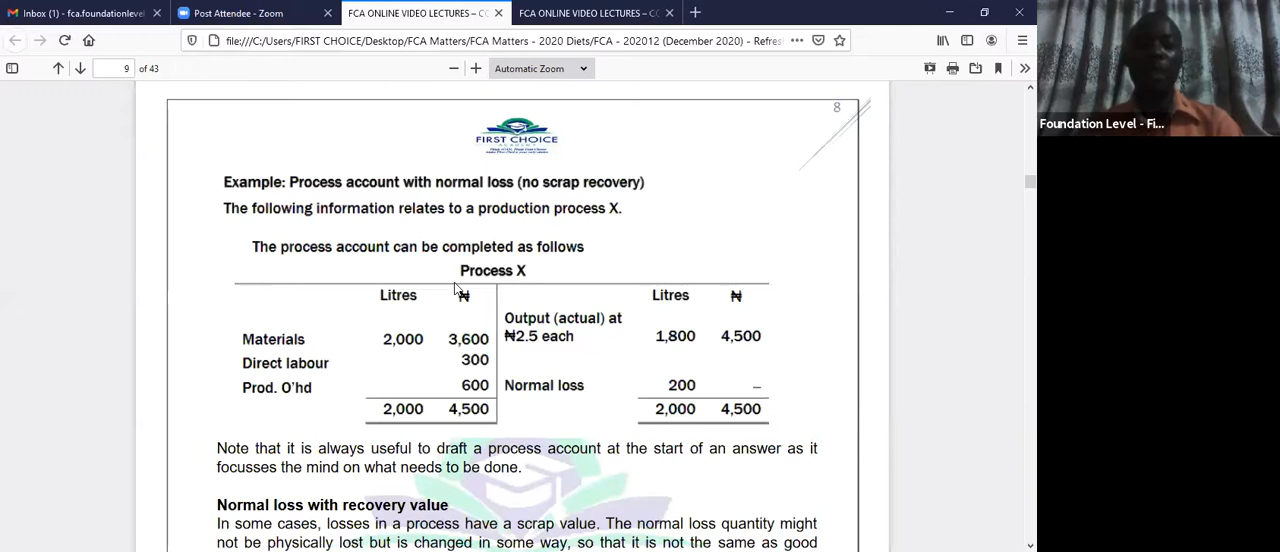 Inbox (1) - fca.foundationlevel
Post Attendee - Zoom
FCA ONLINE VIDEO LECTURES – CC
FCA ONLINE VIDEO LECTURES – CC
file:///C:/Users/FIRST CHOICE/Desktop/FCA Matters/FCA Matters - 2020 Diets/FCA - 202012 (December 2020) - Refres
9 of 43
Automatic Zoom
Foundation Level - Fi...
8
FIRST CHOICE
ACADEMY
Example: Process account with normal loss (no scrap recovery)
The following information relates to a production process X.
The process account can be completed as follows
Process X
Litres ₦ Litres ₦
Output (actual) at
Materials 2,000 3,600 ₦2.5 each 1,800 4,500
Direct labour 300
Prod. O'hd 600 Normal loss 200 –
2,000 4,500 2,000 4,500
Note that it is always useful to draft a process account at the start of an answer as it
focusses the mind on what needs to be done.
Normal loss with recovery value
In some cases, losses in a process have a scrap value. The normal loss quantity might
not be physically lost but is changed in some way, so that it is not the same as good